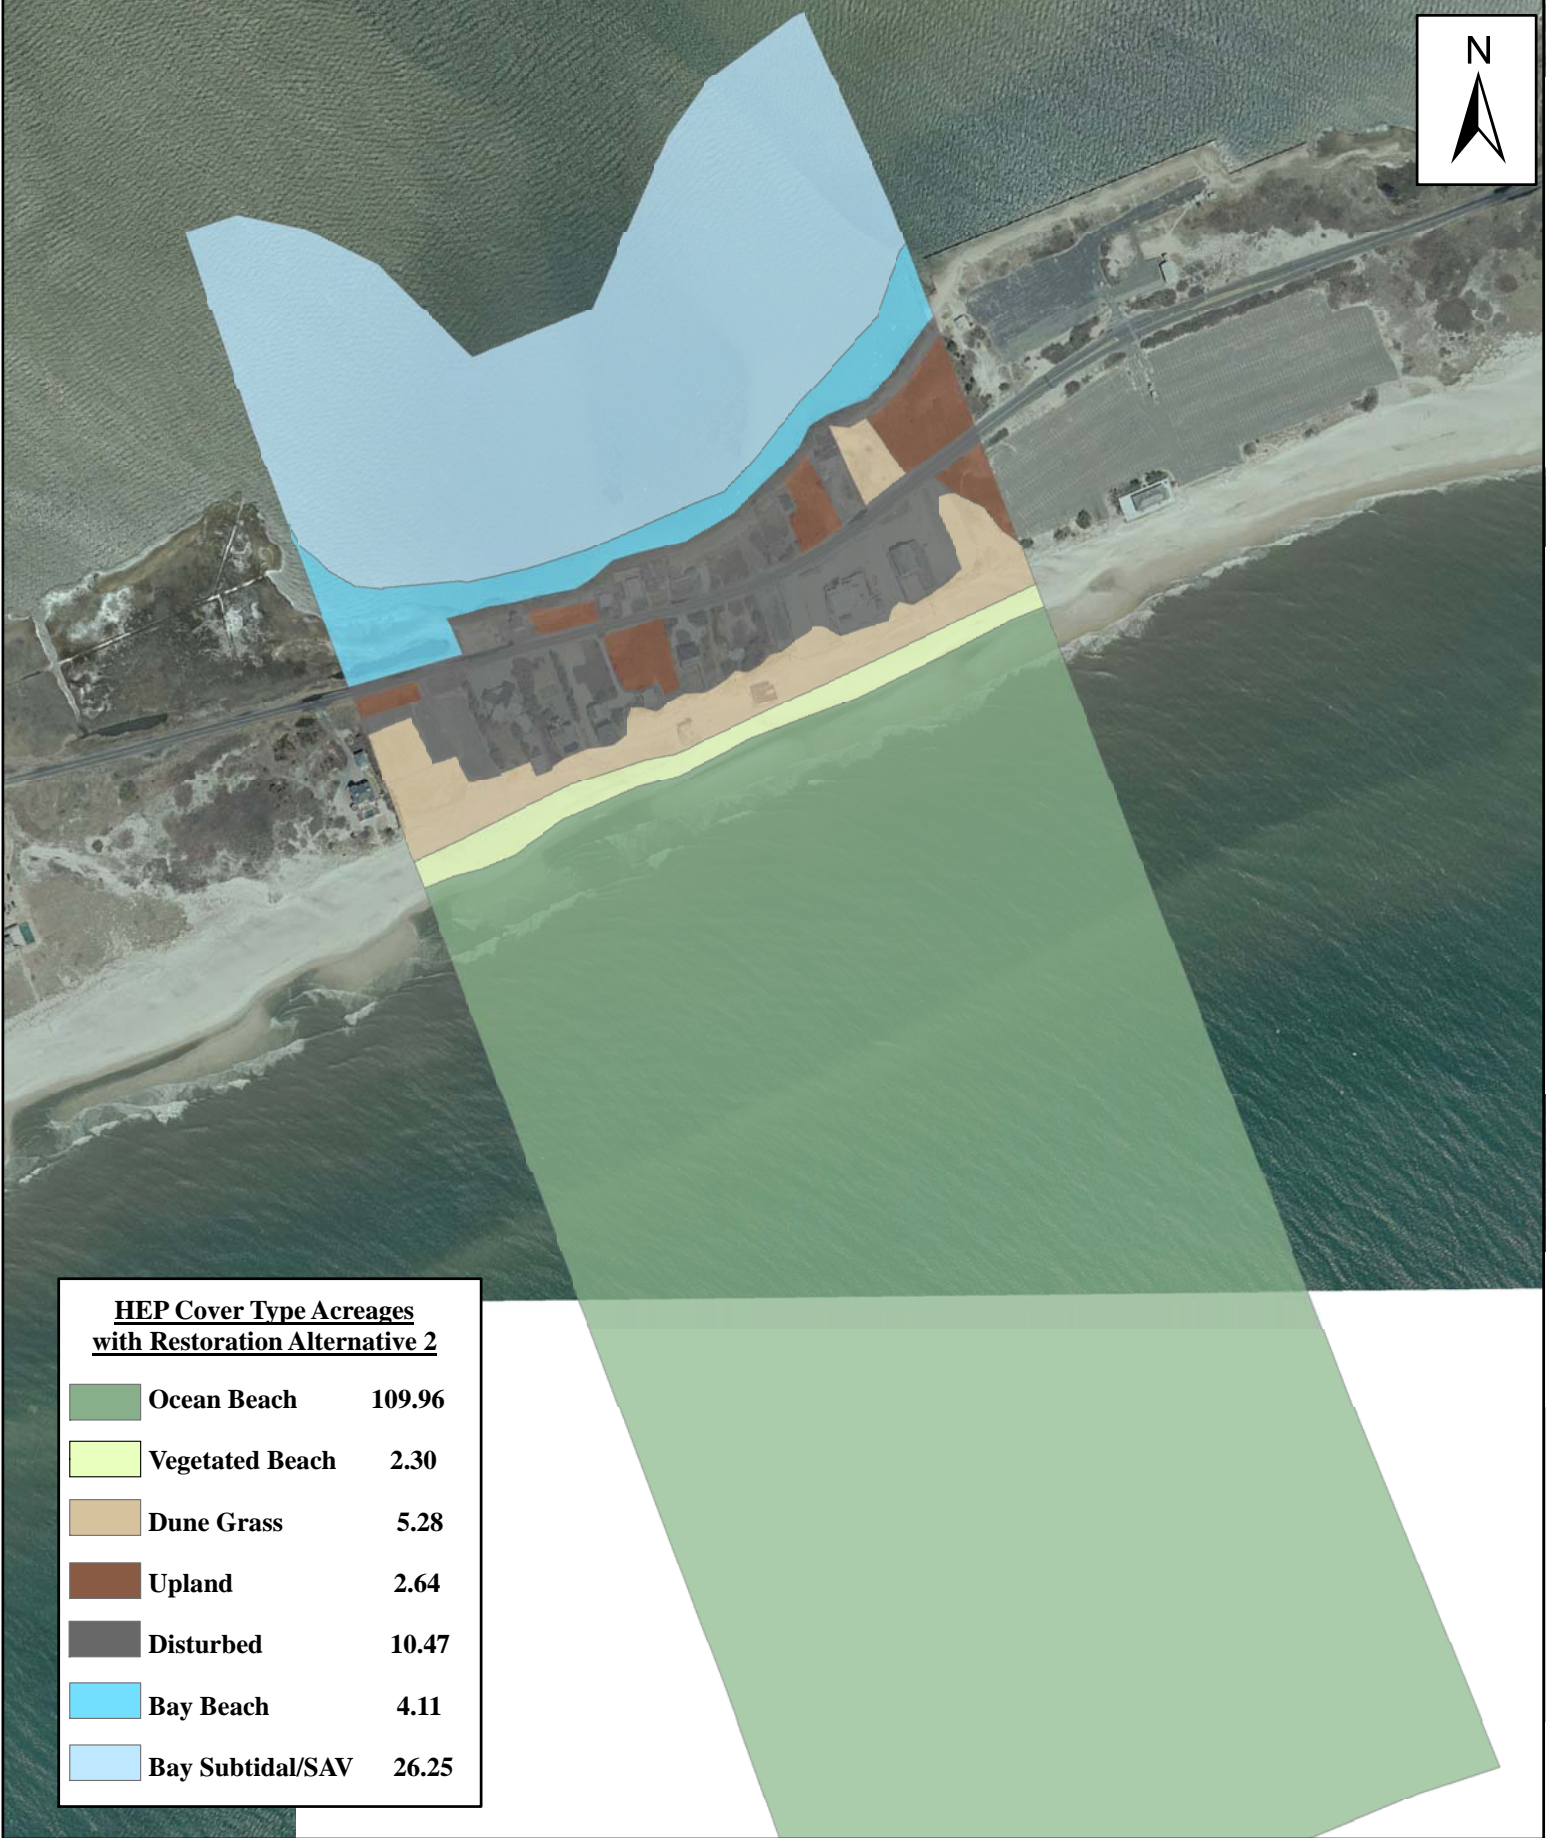 N
HEP Cover Type Acreages
with Restoration Alternative 2
Ocean Beach 109.96
Vegetated Beach 2.30
Dune Grass 5.28
Upland 2.64
Disturbed 10.47
Bay Beach 4.11
Bay Subtidal/SAV 26.25